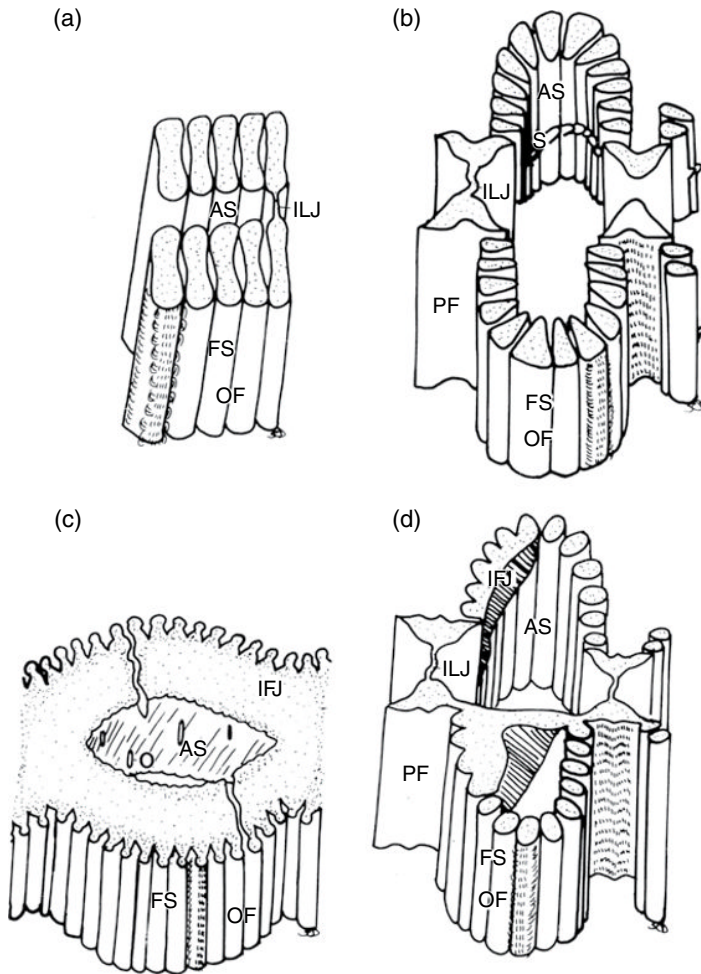 (a)
AS
ILJ
FS
OF
(b)
AS
S
ILJ
PF
FS
OF
(c)
IFJ
AS
O
FS
OF
(d)
IFJ
AS
ILJ
PF
FS
OF